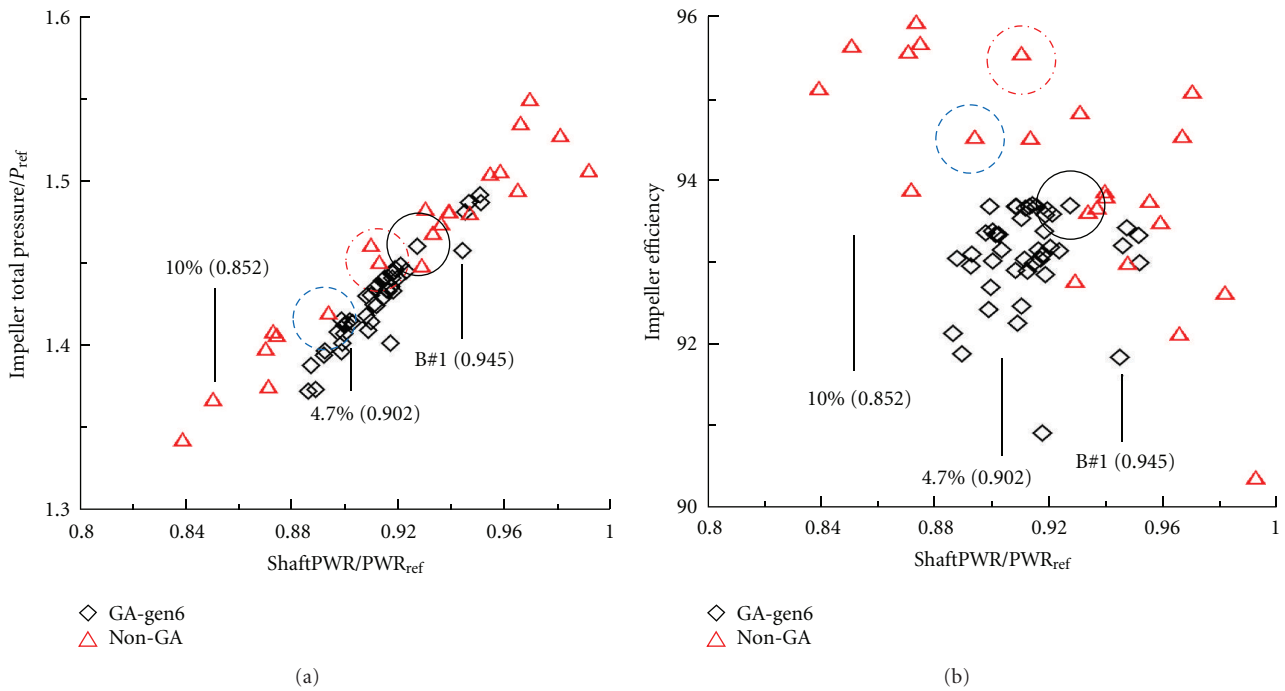 1.6
1.5
1.4
1.3
Impeller total pressure/Pref
10% (0.852)
4.7% (0.902)
B#1 (0.945)
0.8
0.84
0.88
0.92
0.96
1
ShaftPWR/PWRref
GA-gen6
Non-GA
(a)
96
94
92
90
Impeller efficiency
10% (0.852)
4.7% (0.902)
B#1 (0.945)
0.8
0.84
0.88
0.92
0.96
1
ShaftPWR/PWRref
GA-gen6
Non-GA
(b)